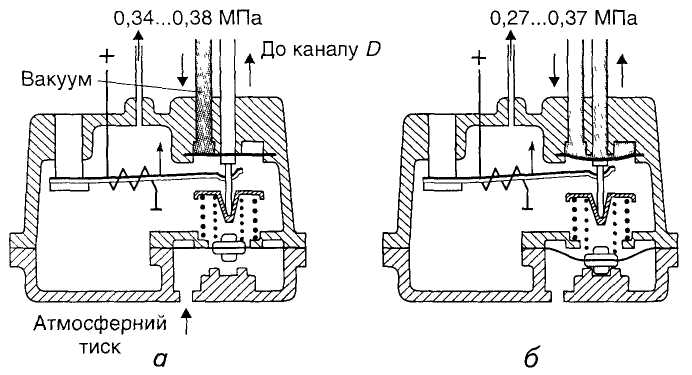 0,34...0,38 МПа
0,27...0,37 МПа
До каналу D
Вакуум
+
+
Атмосферний
тиск
а
б